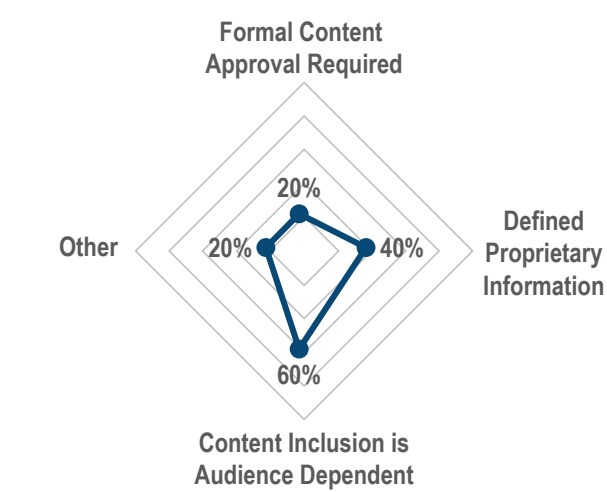 Formal Content
Approval Required
20%
Other
20%
40%
Defined
Proprietary
Information
60%
Content Inclusion is
Audience Dependent